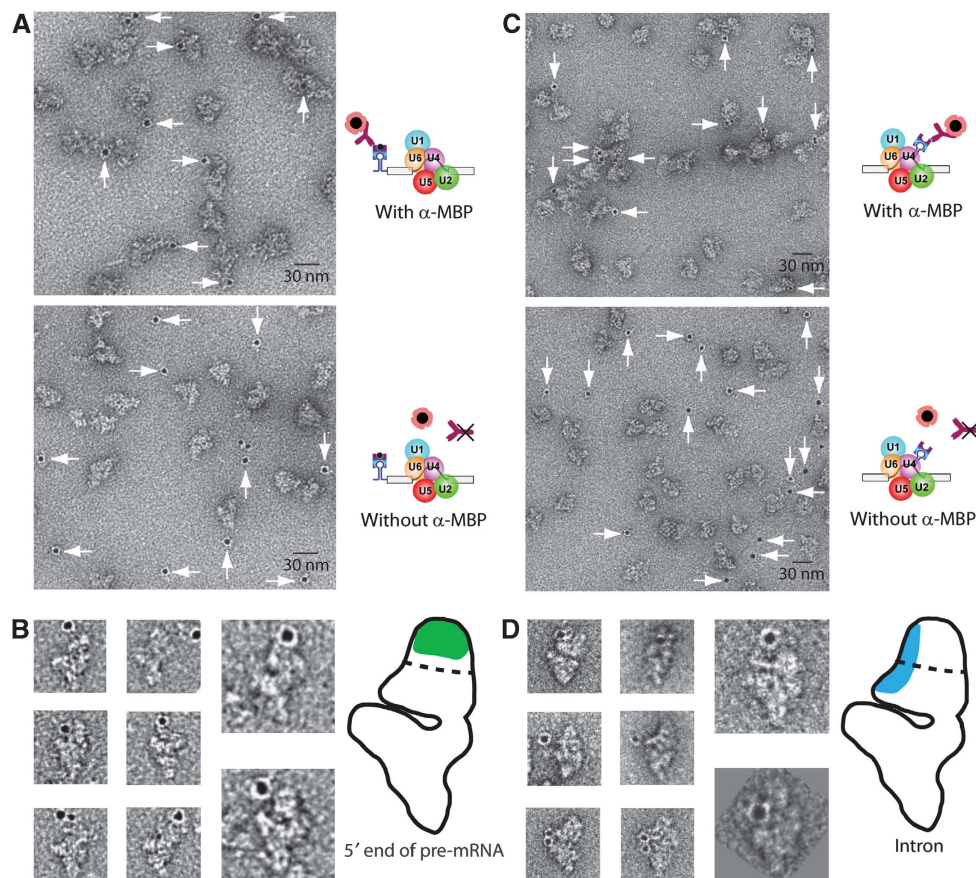 A
U1
U6 U4
U5 U2
With α-MBP
30 nm
U1
U6 U4
U5 U2
Without α-MBP
30 nm
C
U1
U6 U4
U5 U2
With α-MBP
30 nm
U1
U6 U4
U5 U2
Without α-MBP
30 nm
B
5′ end of pre-mRNA
D
Intron